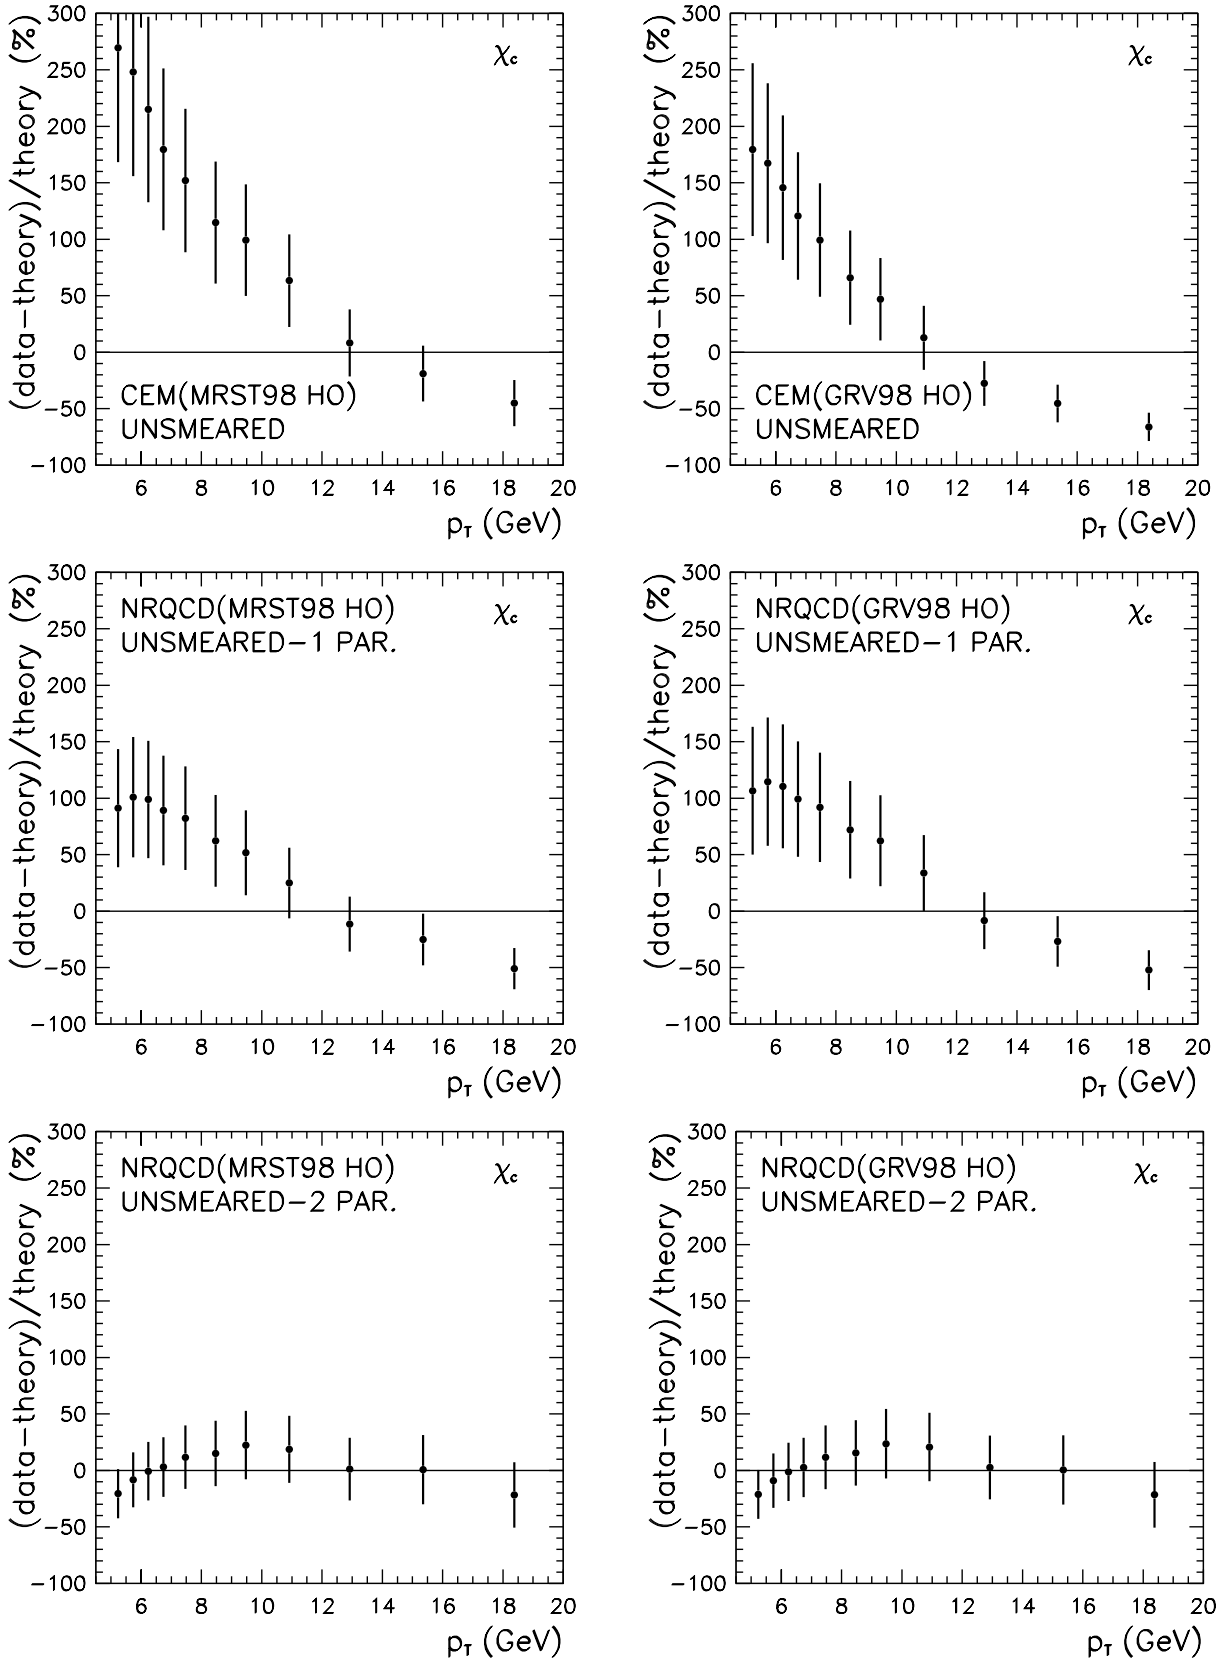 (data−theory)/theory (%)
300
250
200
150
100
50
0
−50
−100
χc
CEM(MRST98 HO)
UNSMEARED
6 8 10 12 14 16 18 20
pT (GeV)
(data−theory)/theory (%)
300
250
200
150
100
50
0
−50
−100
χc
CEM(GRV98 HO)
UNSMEARED
6 8 10 12 14 16 18 20
pT (GeV)
(data−theory)/theory (%)
300
250
200
150
100
50
0
−50
−100
NRQCD(MRST98 HO) χc
UNSMEARED−1 PAR.
6 8 10 12 14 16 18 20
pT (GeV)
(data−theory)/theory (%)
300
250
200
150
100
50
0
−50
−100
NRQCD(GRV98 HO) χc
UNSMEARED−1 PAR.
6 8 10 12 14 16 18 20
pT (GeV)
(data−theory)/theory (%)
300
250
200
150
100
50
0
−50
−100
NRQCD(MRST98 HO) χc
UNSMEARED−2 PAR.
6 8 10 12 14 16 18 20
pT (GeV)
(data−theory)/theory (%)
300
250
200
150
100
50
0
−50
−100
NRQCD(GRV98 HO) χc
UNSMEARED−2 PAR.
6 8 10 12 14 16 18 20
pT (GeV)